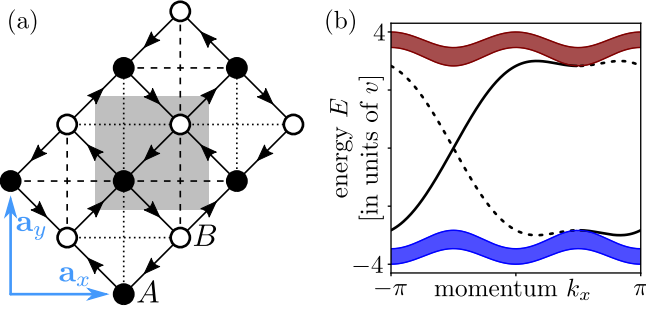 (a)
a_y
a_x
B
A
(b)
energy E
[in units of v]
4
−4
−π
momentum k_x
π